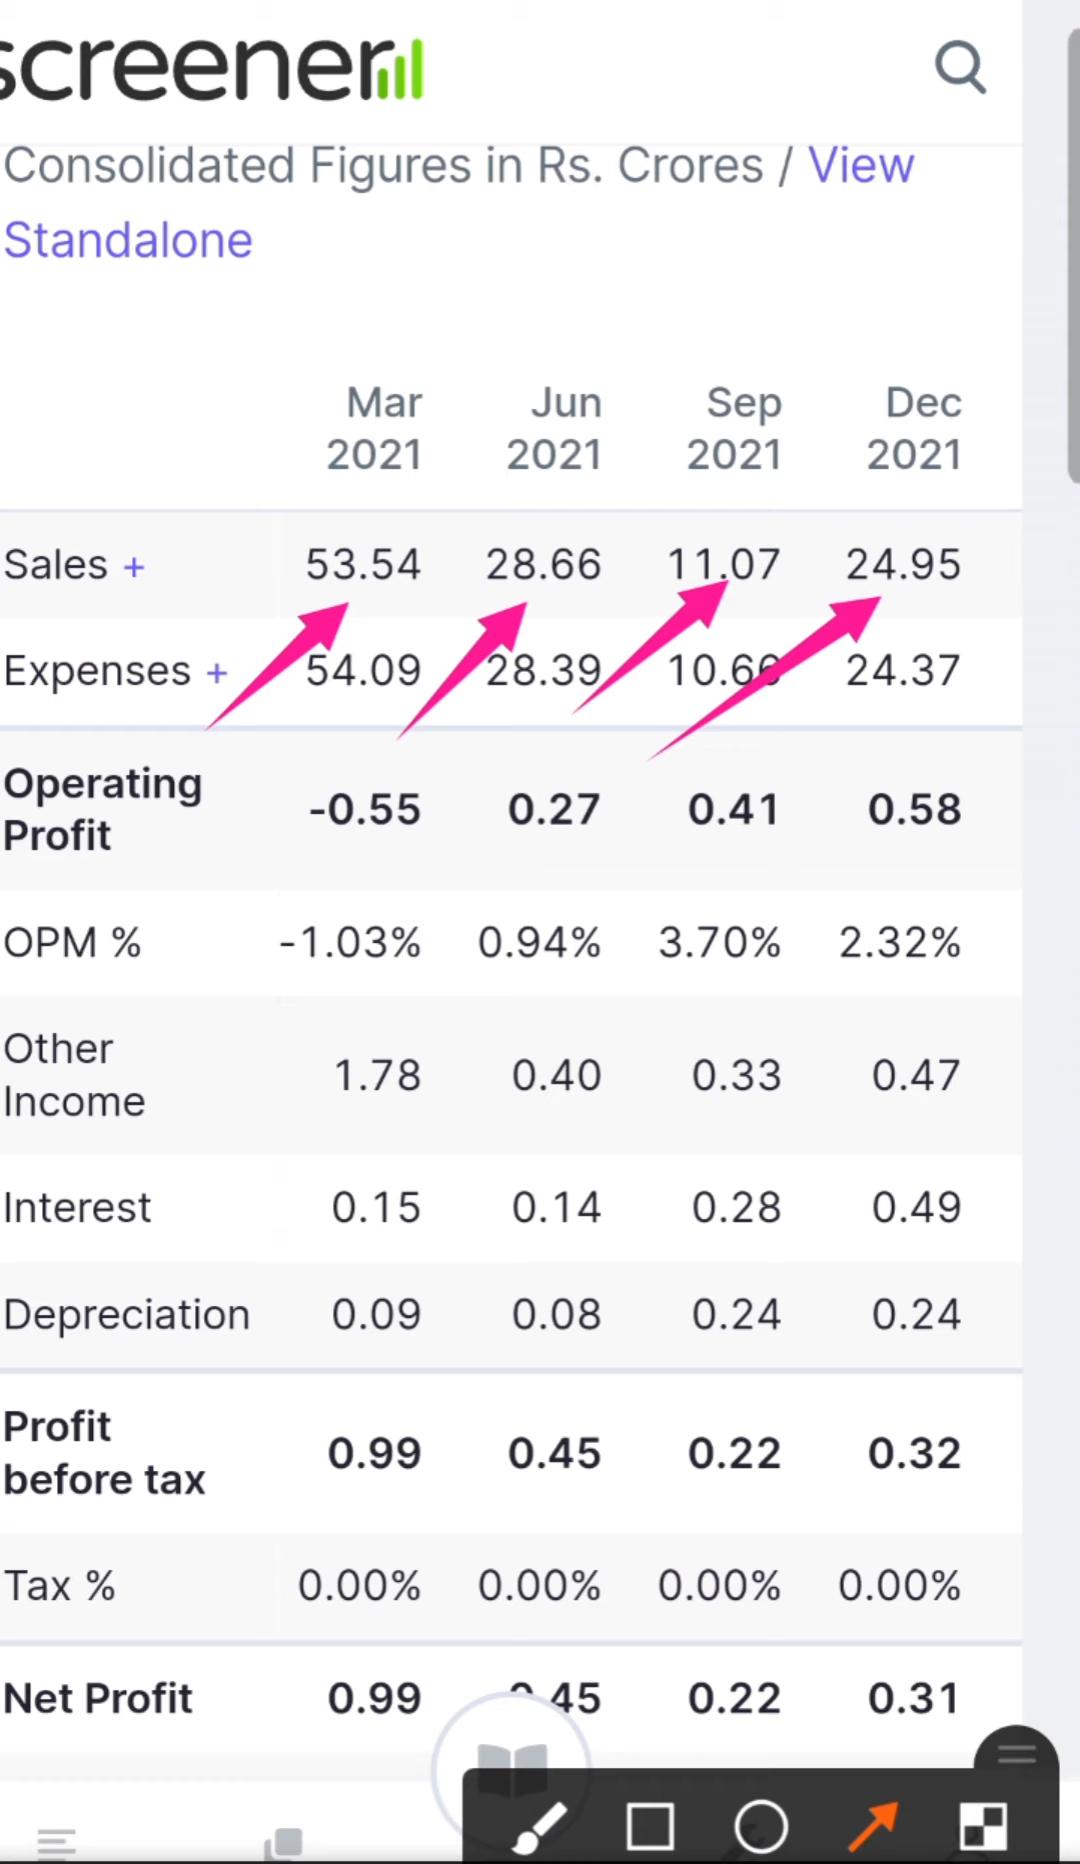 screener
Consolidated Figures in Rs. Crores / View
Standalone
Mar 2021 Jun 2021 Sep 2021 Dec 2021
Sales + 53.54 28.66 11.07 24.95
Expenses + 54.09 28.39 10.66 24.37
Operating Profit -0.55 0.27 0.41 0.58
OPM % -1.03% 0.94% 3.70% 2.32%
Other Income 1.78 0.40 0.33 0.47
Interest 0.15 0.14 0.28 0.49
Depreciation 0.09 0.08 0.24 0.24
Profit before tax 0.99 0.45 0.22 0.32
Tax % 0.00% 0.00% 0.00% 0.00%
Net Profit 0.99 0.45 0.22 0.31